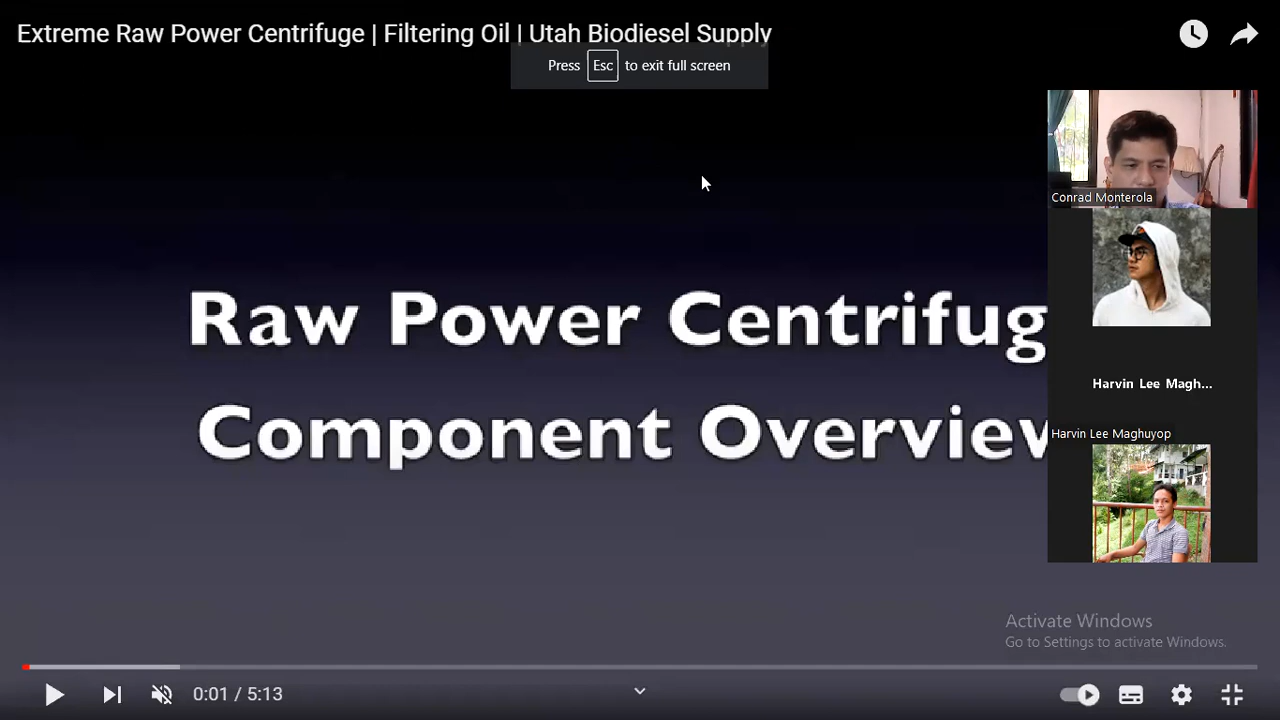 Extreme Raw Power Centrifuge | Filtering Oil | Utah Biodiesel Supply
Press Esc to exit full screen
Conrad Monterola
Raw Power Centrifug
Component Overview
Harvin Lee Magh...
Harvin Lee Maghuyop
Activate Windows
Go to Settings to activate Windows.
0:01 / 5:13